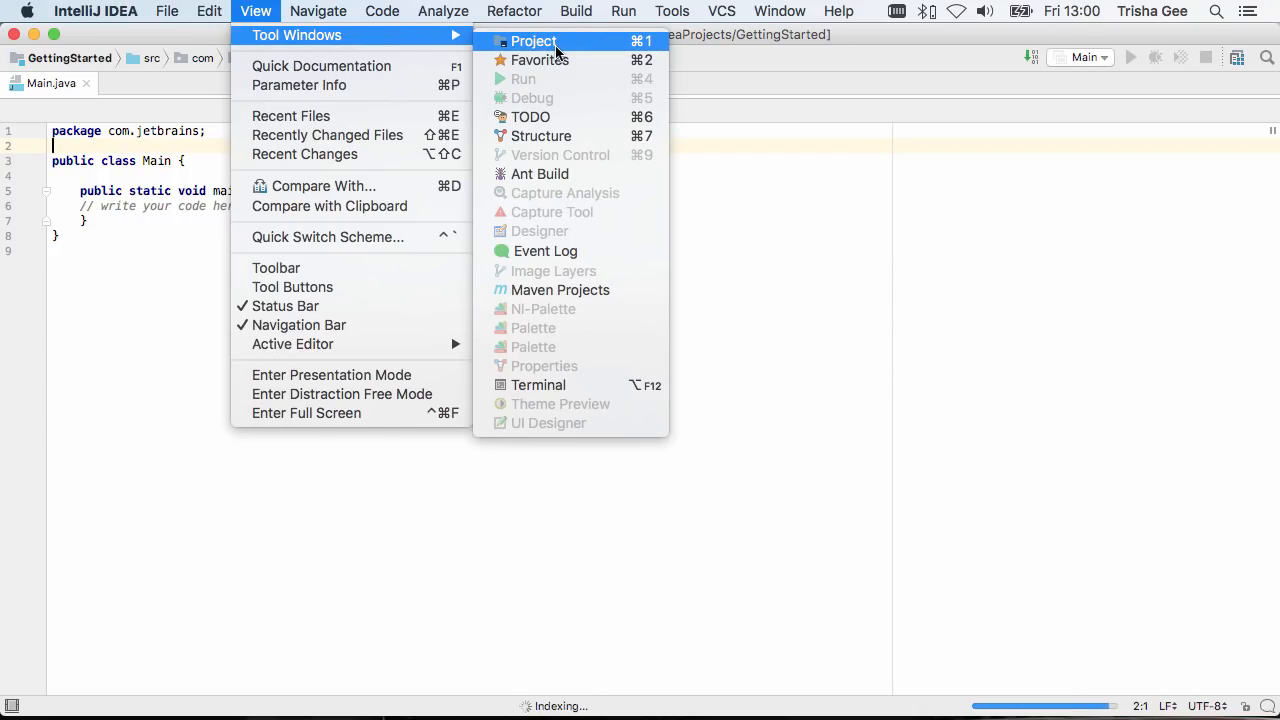 IntelliJ IDEA File Edit View Navigate Code Analyze Refactor Build Run Tools VCS Window Help Fri 13:00 Trisha Gee
eaProjects/GettingStarted]
GettingStarted src com Main
Main.java
1 package com.jetbrains;
2
3 public class Main {
4
5 public static void mai
6 // write your code her
7 }
8 }
9
Tool Windows
Quick Documentation F1
Parameter Info ⌘P
Recent Files ⌘E
Recently Changed Files ⇧⌘E
Recent Changes ⌥⇧C
Compare With... ⌘D
Compare with Clipboard
Quick Switch Scheme... ^ `
Toolbar
Tool Buttons
✓ Status Bar
✓ Navigation Bar
Active Editor
Enter Presentation Mode
Enter Distraction Free Mode
Enter Full Screen ^⌘F
Project ⌘1
Favorites ⌘2
Run ⌘4
Debug ⌘5
TODO ⌘6
Structure ⌘7
Version Control ⌘9
Ant Build
Capture Analysis
Capture Tool
Designer
Event Log
Image Layers
Maven Projects
NI-Palette
Palette
Palette
Properties
Terminal ⌥F12
Theme Preview
UI Designer
Indexing... 2:1 LF÷ UTF-8÷